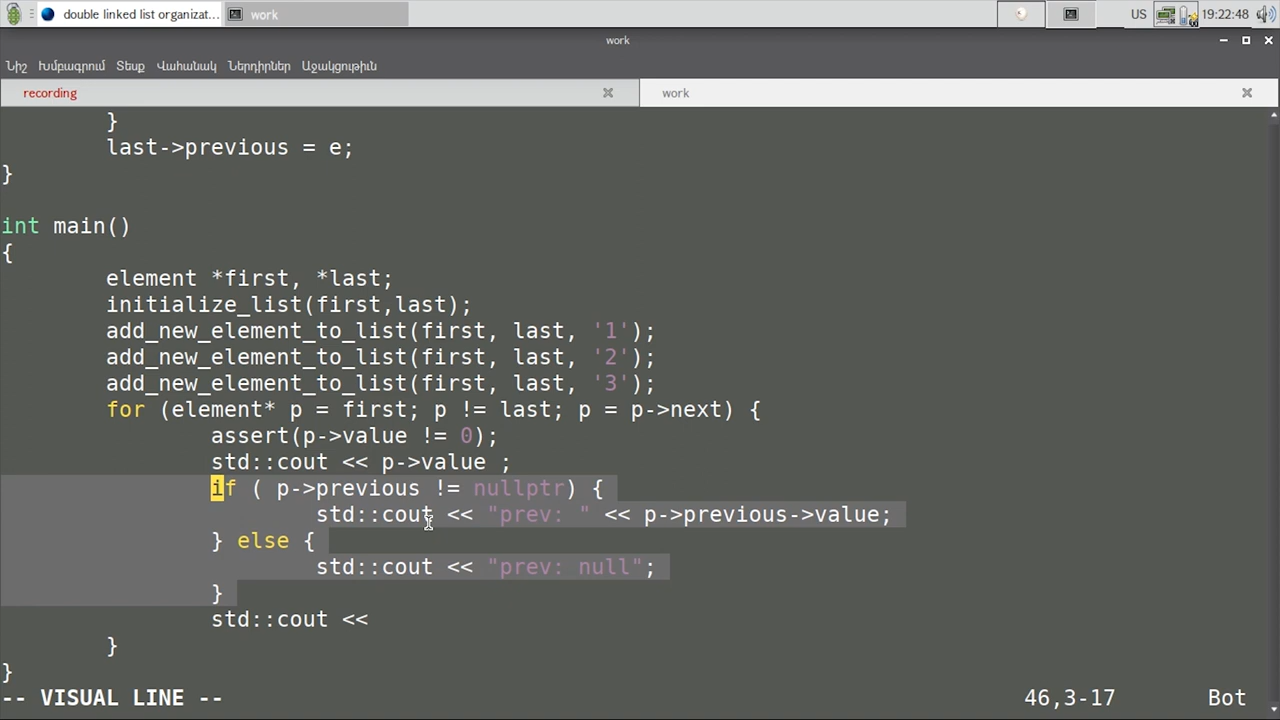 double linked list organizat...
work
US
19:22:48
work
Նիշ Խմբագրում Տեսք Վահանակ Ներդիրներ Աջակցություն
recording
work
}
last->previous = e;
}
int main()
{
element *first, *last;
initialize_list(first,last);
add_new_element_to_list(first, last, '1');
add_new_element_to_list(first, last, '2');
add_new_element_to_list(first, last, '3');
for (element* p = first; p != last; p = p->next) {
assert(p->value != 0);
std::cout << p->value ;
if ( p->previous != nullptr) {
std::cout << "prev: " << p->previous->value;
} else {
std::cout << "prev: null";
}
std::cout <<
}
}
-- VISUAL LINE --
46,3-17
Bot